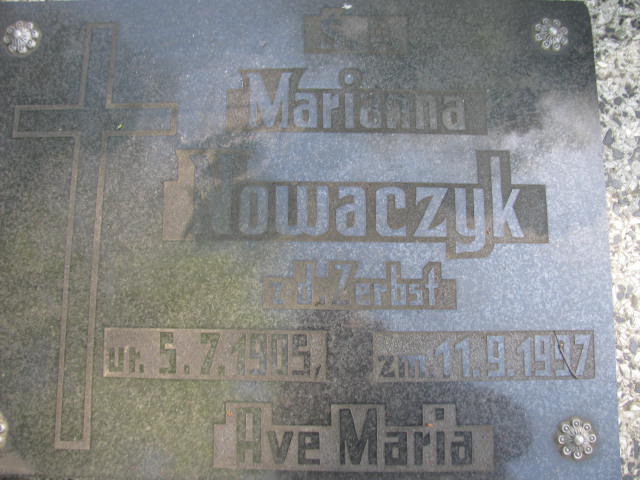 Ś.P.
Marianna
Nowaczyk
z d. Zerbst
ur. 5.7.1905, zm. 11.9.1997
Ave Maria